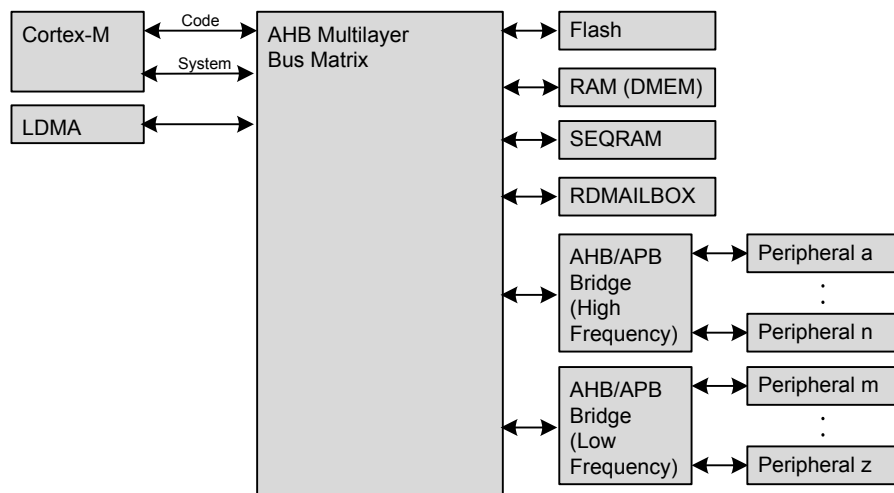 Cortex-M
Code
System
LDMA
AHB Multilayer
Bus Matrix
Flash
RAM (DMEM)
SEQRAM
RDMAILBOX
AHB/APB
Bridge
(High
Frequency)
Peripheral a
:
Peripheral n
AHB/APB
Bridge
(Low
Frequency)
Peripheral m
:
Peripheral z